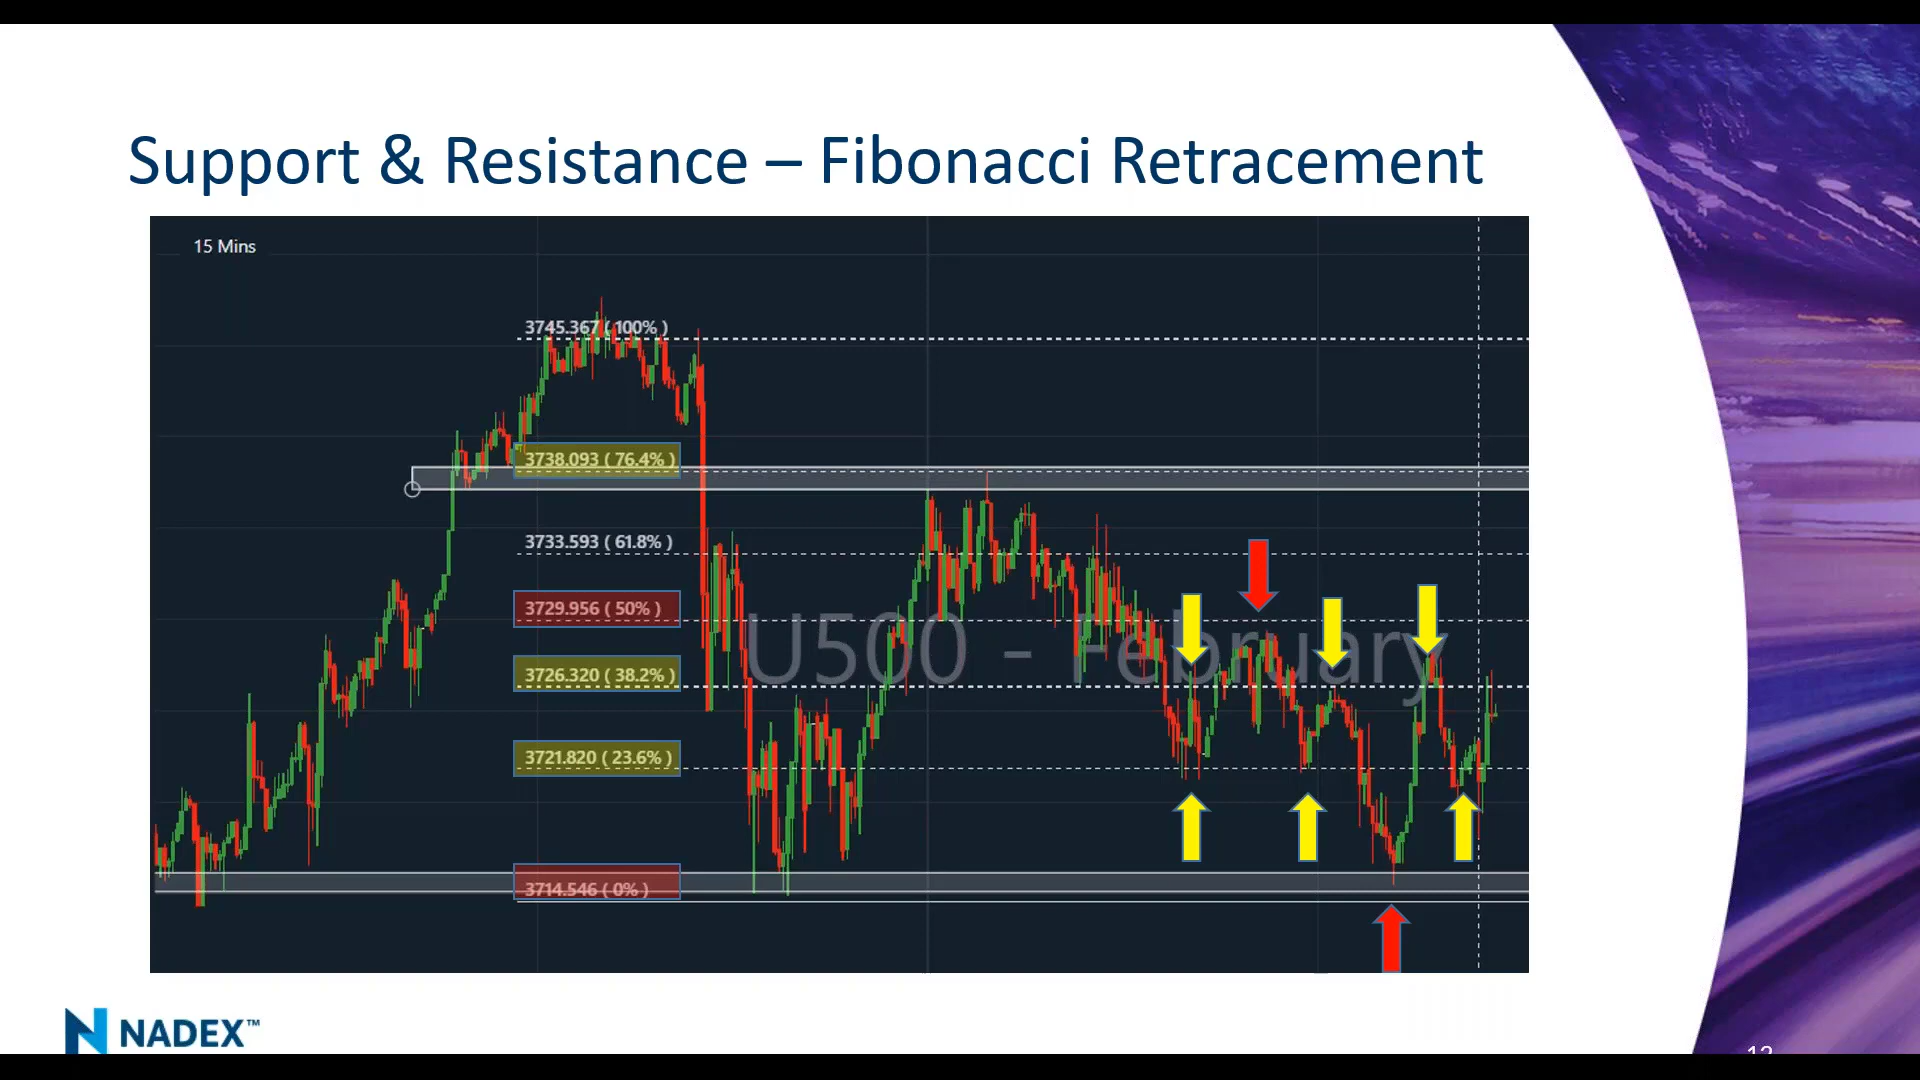 Support & Resistance – Fibonacci Retracement
15 Mins
3745.367 ( 100% )
3738.093 ( 76.4% )
3733.593 ( 61.8% )
3729.956 ( 50% )
U500 - February
3726.320 ( 38.2% )
3721.820 ( 23.6% )
3714.546 ( 0% )
NADEX™